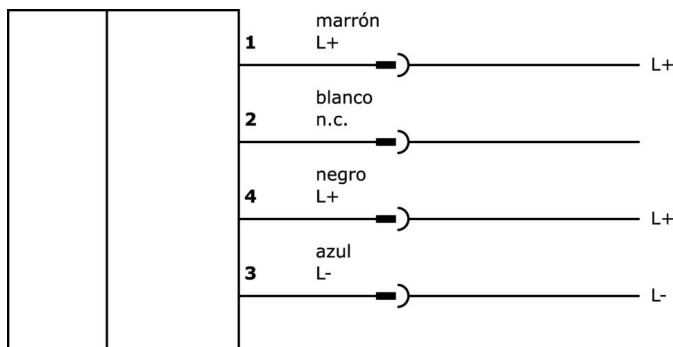 marrón
1 L+ L+
blanco
2 n.c.
negro
4 L+ L+
azul
3 L- L-